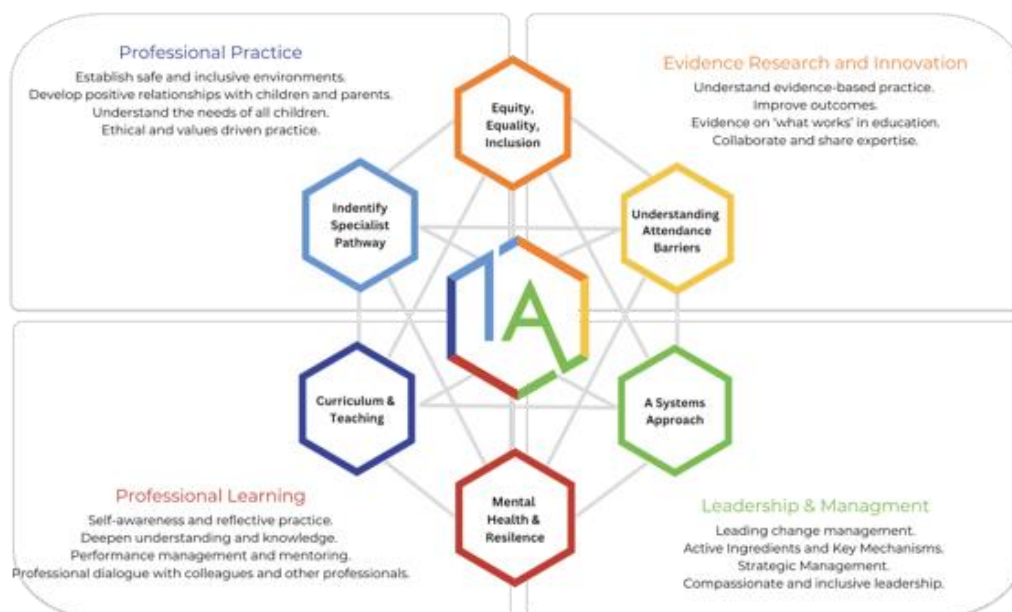 Professional Practice
Establish safe and inclusive environments.
Develop positive relationships with children and parents.
Understand the needs of all children.
Ethical and values driven practice.
Evidence Research and Innovation
Understand evidence-based practice.
Improve outcomes.
Evidence on 'what works' in education.
Collaborate and share expertise.
Equity,
Equality,
Inclusion
Indentify
Specialist
Pathway
Understanding
Attendance
Barriers
A
Curriculum &
Teaching
A Systems
Approach
Mental
Health &
Resilence
Professional Learning
Self-awareness and reflective practice.
Deepen understanding and knowledge.
Performance management and mentoring.
Professional dialogue with colleagues and other professionals.
Leadership & Managment
Leading change management.
Active Ingredients and Key Mechanisms.
Strategic Management.
Compassionate and inclusive leadership.